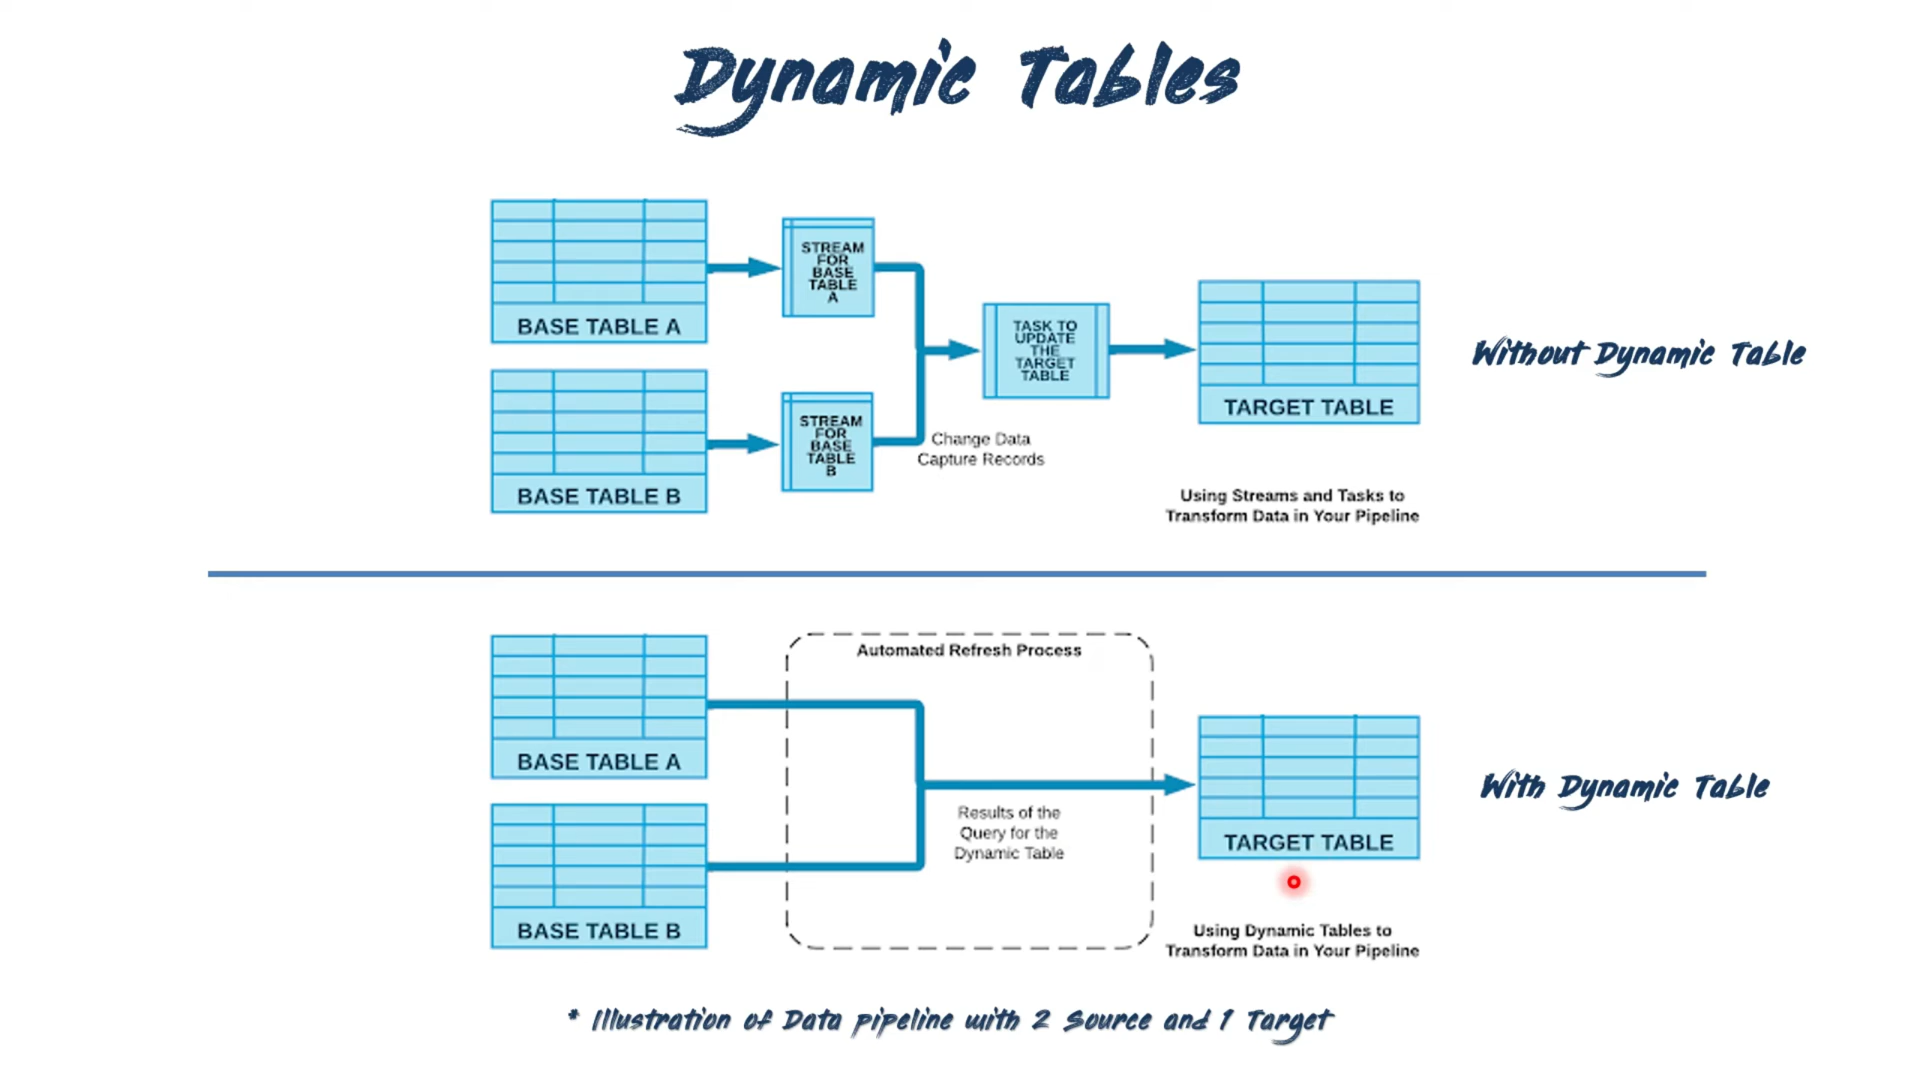 Dynamic Tables
STREAM
FOR
BASE
TABLE
A
BASE TABLE A
TASK TO
UPDATE
THE
TARGET
TABLE
Without Dynamic Table
TARGET TABLE
STREAM
FOR
BASE
TABLE
B
Change Data
Capture Records
BASE TABLE B
Using Streams and Tasks to
Transform Data in Your Pipeline
Automated Refresh Process
BASE TABLE A
With Dynamic Table
Results of the
Query for the
Dynamic Table
TARGET TABLE
BASE TABLE B
Using Dynamic Tables to
Transform Data in Your Pipeline
* Illustration of Data pipeline with 2 Source and 1 Target